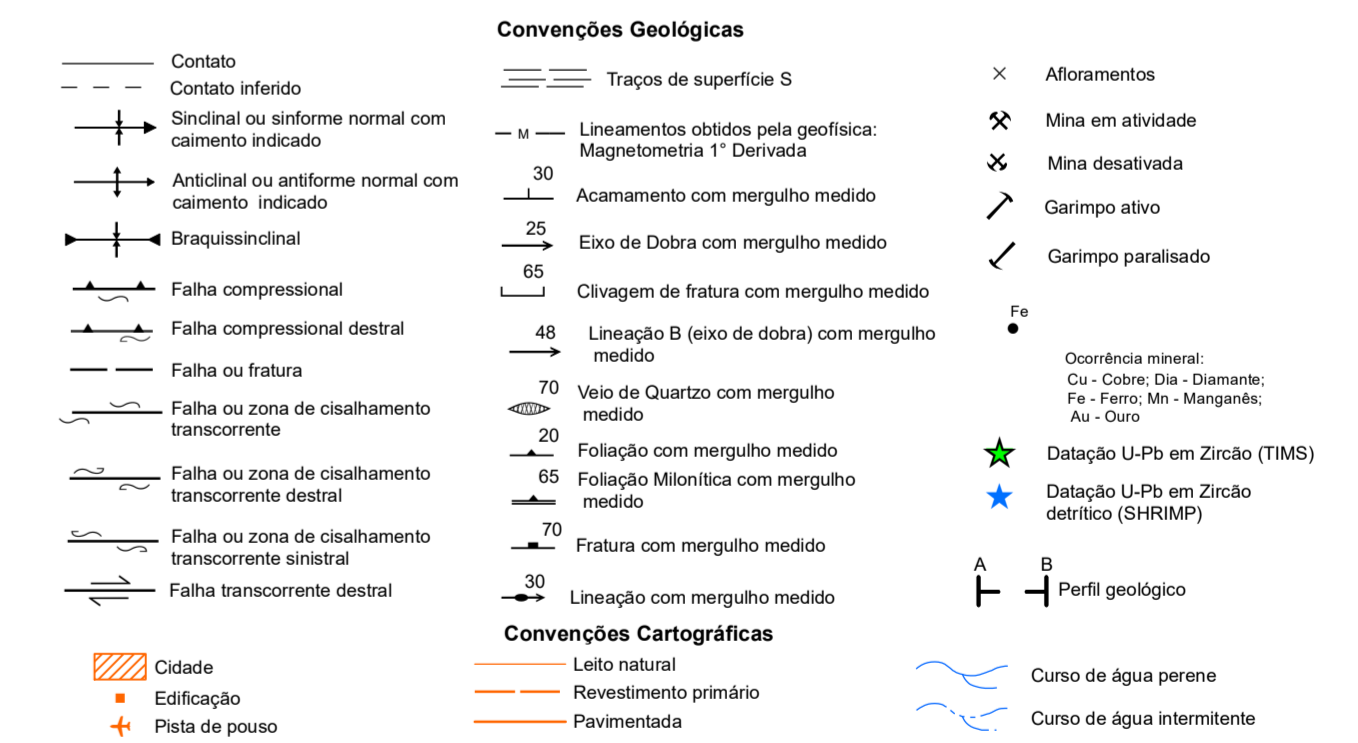 Convenções Geológicas
Contato
Contato inferido
Sinclinal ou sinforme normal com
caimento indicado
Anticlinal ou antiforme normal com
caimento indicado
Braquissinclinal
Falha compressional
Falha compressional destral
Falha ou fratura
Falha ou zona de cisalhamento
transcorrente
Falha ou zona de cisalhamento
transcorrente destral
Falha ou zona de cisalhamento
transcorrente sinistral
Falha transcorrente destral
Traços de superfície S
M
Lineamentos obtidos pela geofísica:
Magnetometria 1° Derivada
30
Acamamento com mergulho medido
25
Eixo de Dobra com mergulho medido
65
Clivagem de fratura com mergulho medido
48
Lineação B (eixo de dobra) com mergulho
medido
70
Veio de Quartzo com mergulho
medido
20
Foliação com mergulho medido
65
Foliação Milonítica com mergulho
medido
70
Fratura com mergulho medido
30
Lineação com mergulho medido
Afloramentos
Mina em atividade
Mina desativada
Garimpo ativo
Garimpo paralisado
Fe
Ocorrência mineral:
Cu - Cobre; Dia - Diamante;
Fe - Ferro; Mn - Manganês;
Au - Ouro
Datação U-Pb em Zircão (TIMS)
Datação U-Pb em Zircão
detrítico (SHRIMP)
A B
Perfil geológico
Convenções Cartográficas
Cidade
Edificação
Pista de pouso
Leito natural
Revestimento primário
Pavimentada
Curso de água perene
Curso de água intermitente